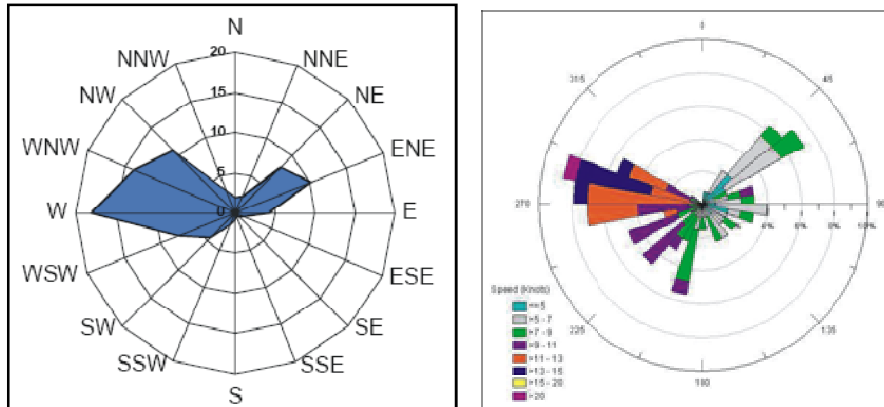 N
20
NNW
NNE
15
NW
NE
10
WNW
ENE
5
W
0
E
WSW
ESE
SW
SE
SSW
SSE
S
0
315
45
270
8%
10%
225
135
180
Speed (Knots)
<=5
>5 - 7
>7 - 9
>9 - 11
>11 - 13
>13 - 15
>15 - 20
>20